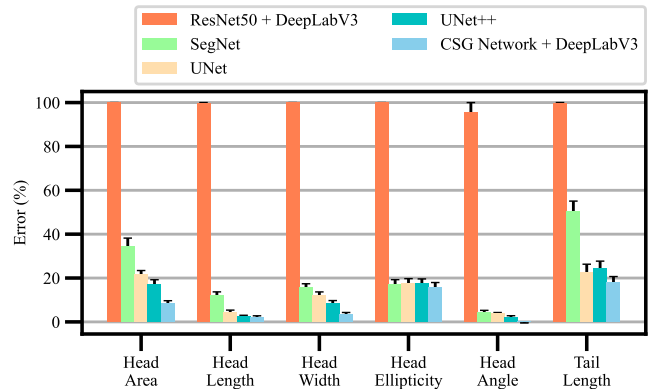 ResNet50 + DeepLabV3
SegNet
UNet
UNet++
CSG Network + DeepLabV3
Error (%)
100
80
60
40
20
0
Head
Area
Head
Length
Head
Width
Head
Ellipticity
Head
Angle
Tail
Length